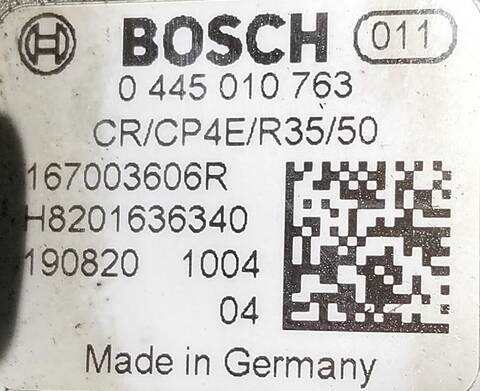 BOSCH 011
0 445 010 763
CR/CP4E/R35/50
167003606R
H8201636340
190820 1004
04
Made in Germany